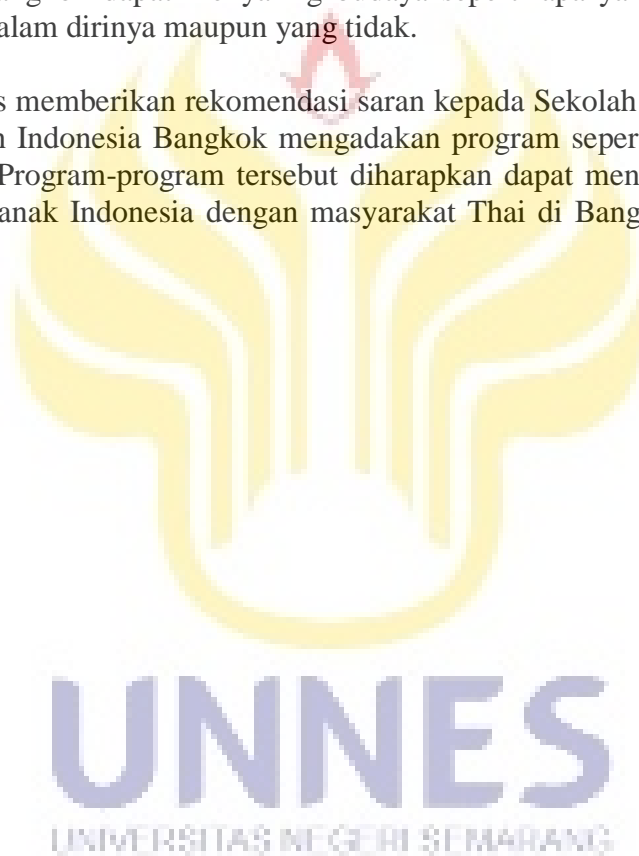 alam dirinya maupun yang tidak.
s memberikan rekomendasi saran kepada Sekolah
n Indonesia Bangkok mengadakan program seper
Program-program tersebut diharapkan dapat men
anak Indonesia dengan masyarakat Thai di Bang
UNNES
UNIVERSITAS NEGERI SEMARANG